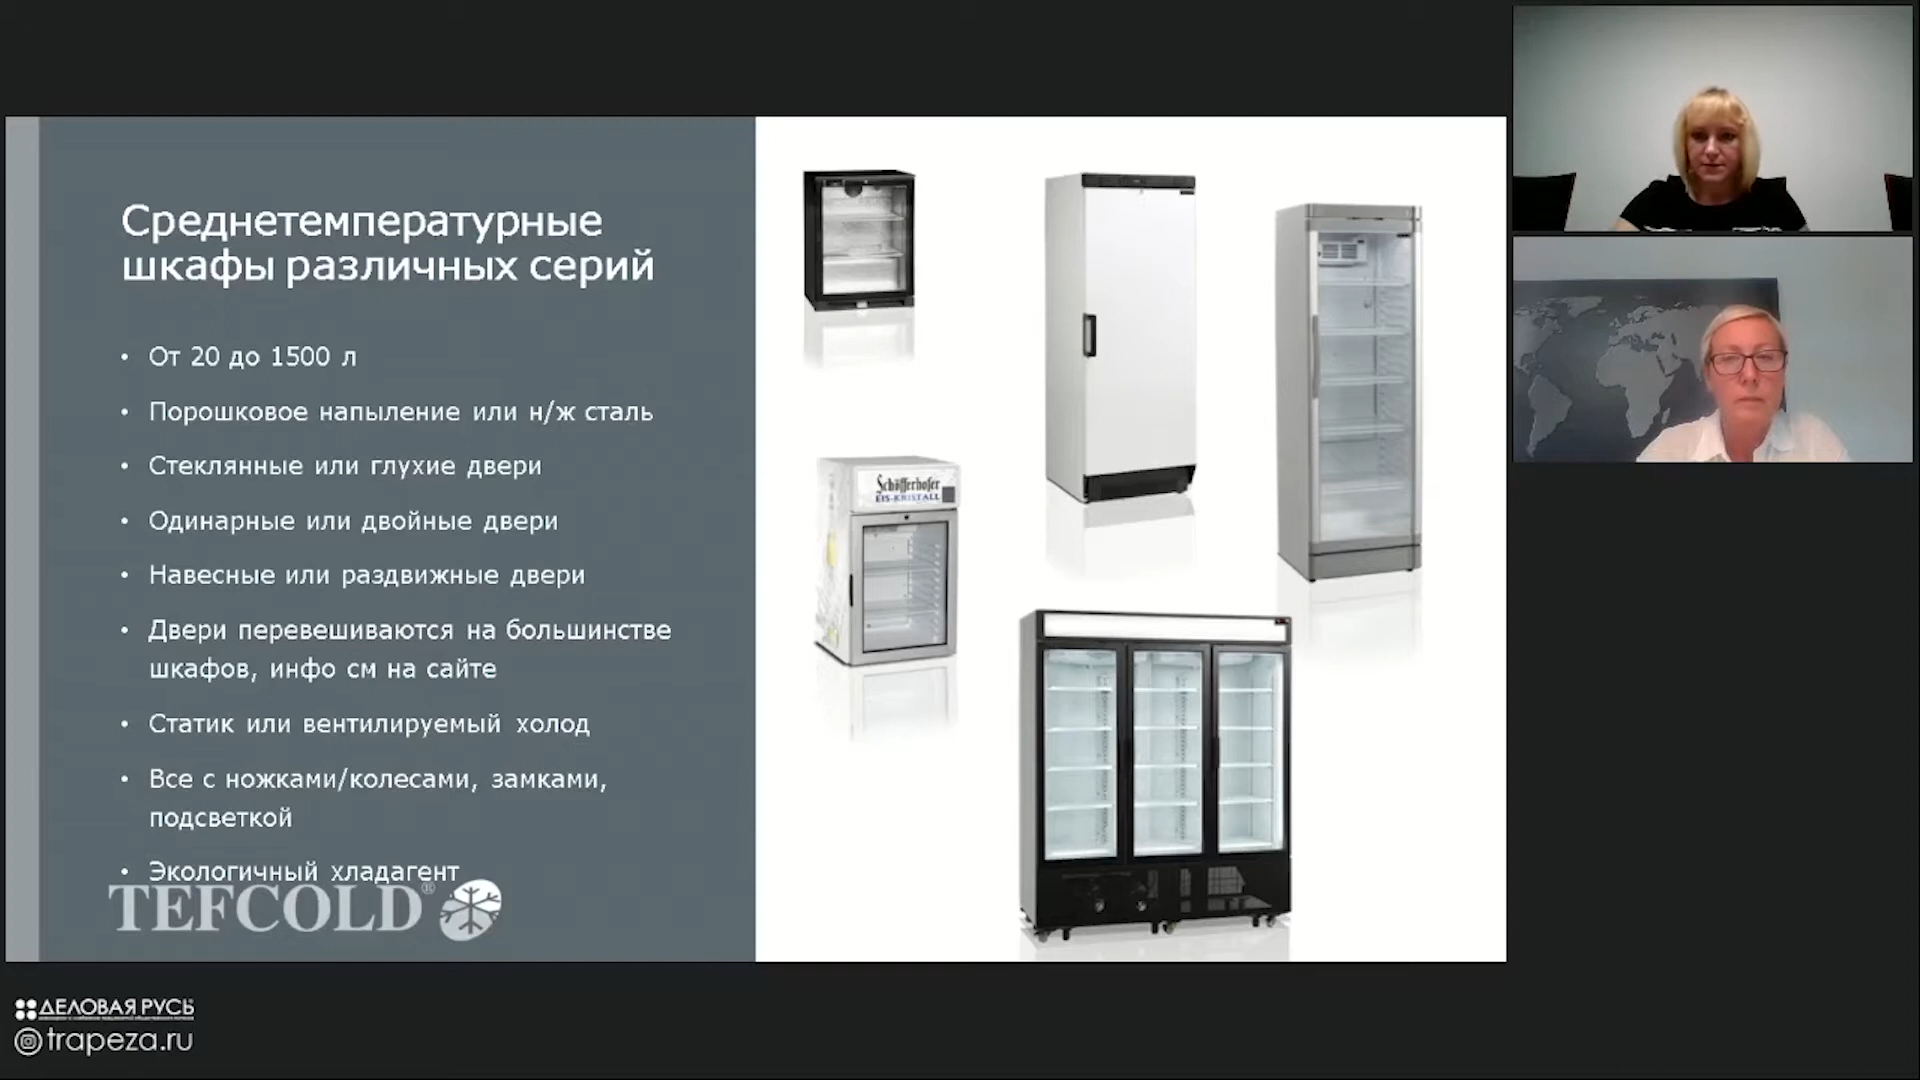 Среднетемпературные
шкафы различных серий
• От 20 до 1500 л
• Порошковое напыление или н/ж сталь
• Стеклянные или глухие двери
• Одинарные или двойные двери
• Навесные или раздвижные двери
• Двери перевешиваются на большинстве
шкафов, инфо см на сайте
• Статик или вентилируемый холод
• Все с ножками/колесами, замками,
подсветкой
• Экологичный хладагент
TEFCOLD®
Schöfferhofer
EIS-KRISTALL
ДЕЛОВАЯ РУСЬ
trapeza.ru